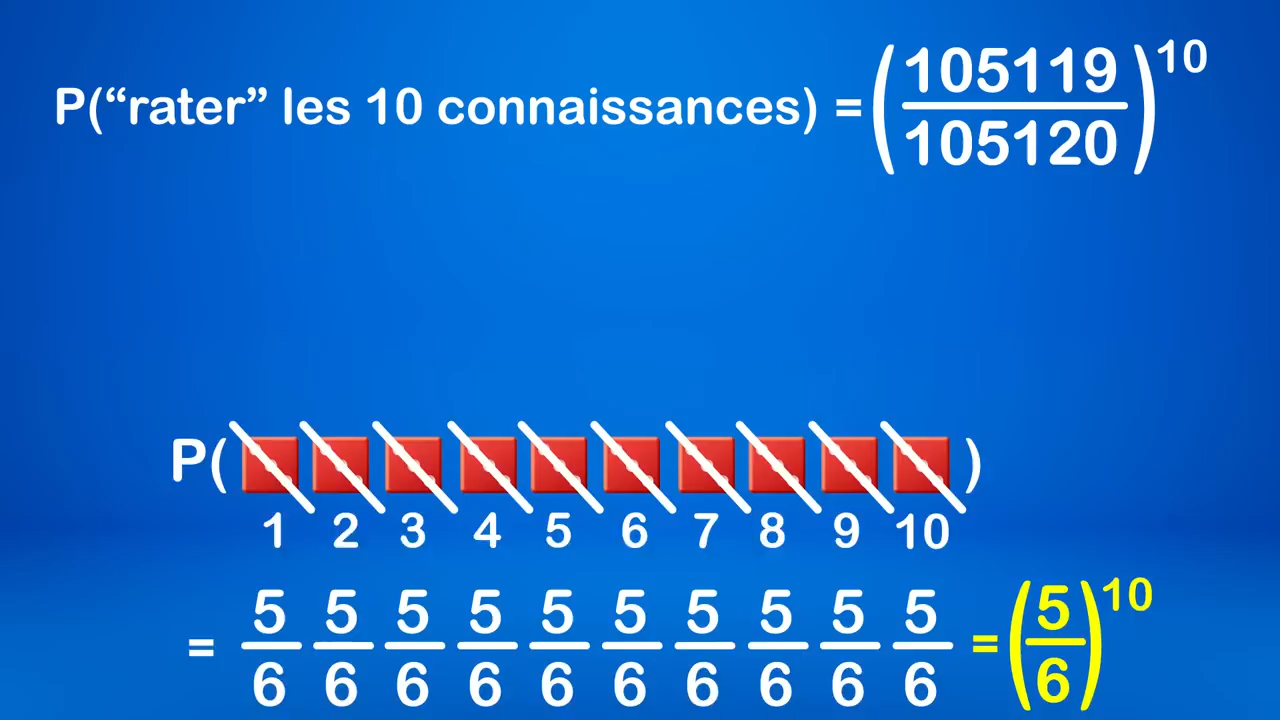 P(“rater” les 10 connaissances) = (105119/105120)^10
P( )
1 2 3 4 5 6 7 8 9 10
= 5/6 5/6 5/6 5/6 5/6 5/6 5/6 5/6 5/6 5/6 = (5/6)^10